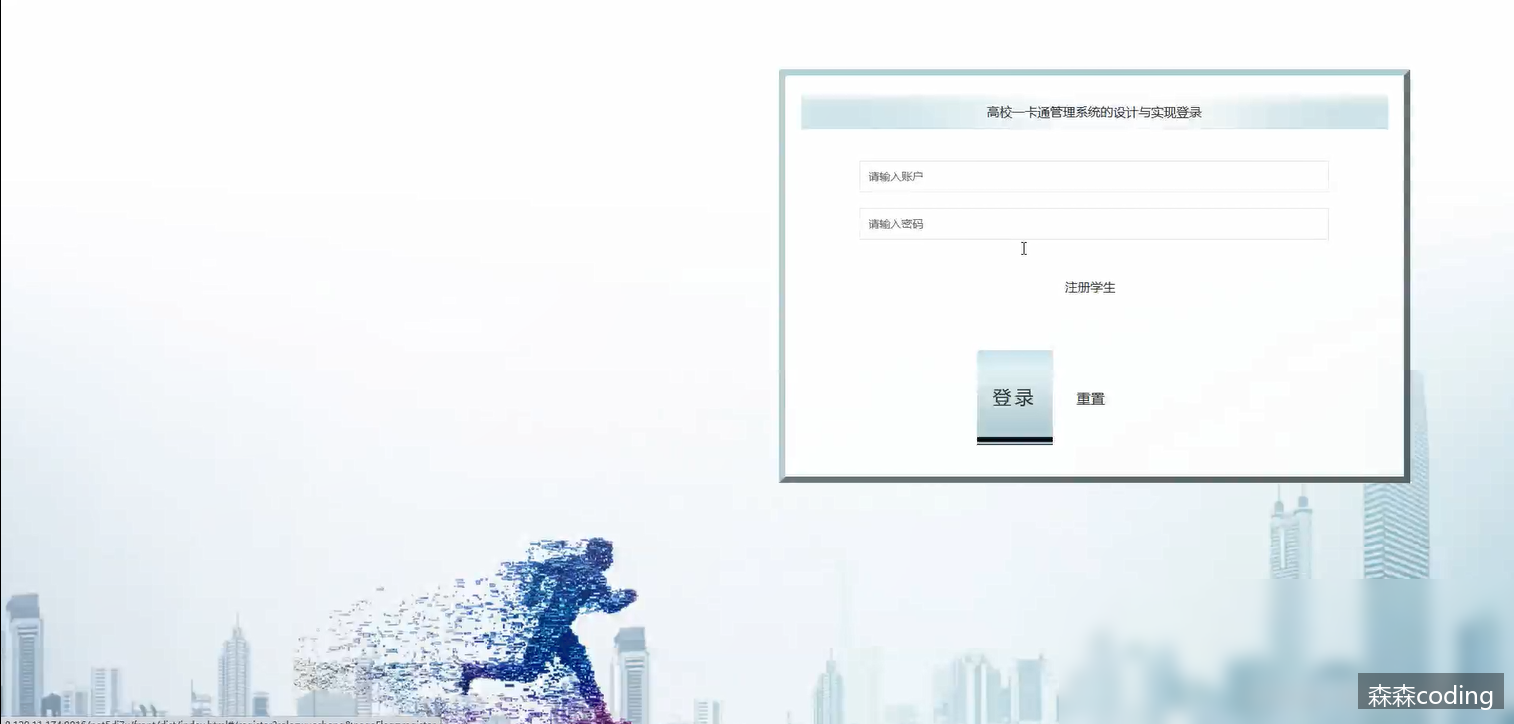 高校一卡通管理系统的设计与实现登录
请输入账户
请输入密码
注册学生
登录
重置
森森coding